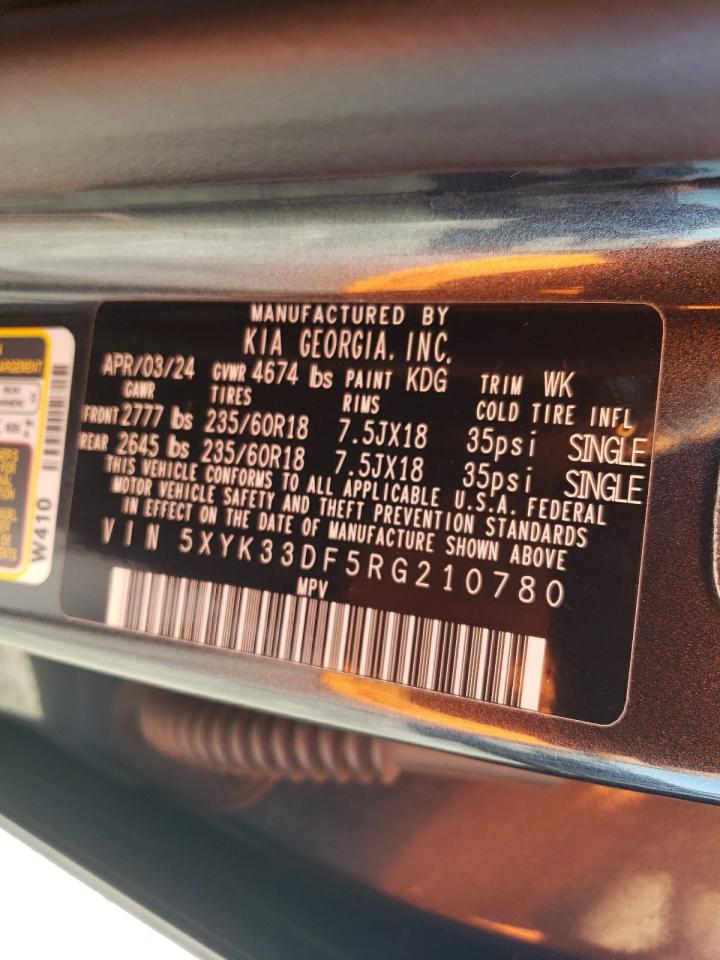 MANUFACTURED BY
KIA GEORGIA, INC.
APR/03/24 GVWR 4674 lbs PAINT KDG TRIM WK
GAWR TIRES RIMS COLD TIRE INFL
FRONT 2777 lbs 235/60R18 7.5JX18 35psi SINGLE
REAR 2645 lbs 235/60R18 7.5JX18 35psi SINGLE
THIS VEHICLE CONFORMS TO ALL APPLICABLE U.S.A. FEDERAL
MOTOR VEHICLE SAFETY AND THEFT PREVENTION STANDARDS
IN EFFECT ON THE DATE OF MANUFACTURE SHOWN ABOVE
VIN 5XYK33DF5RG210780
MPV
W410